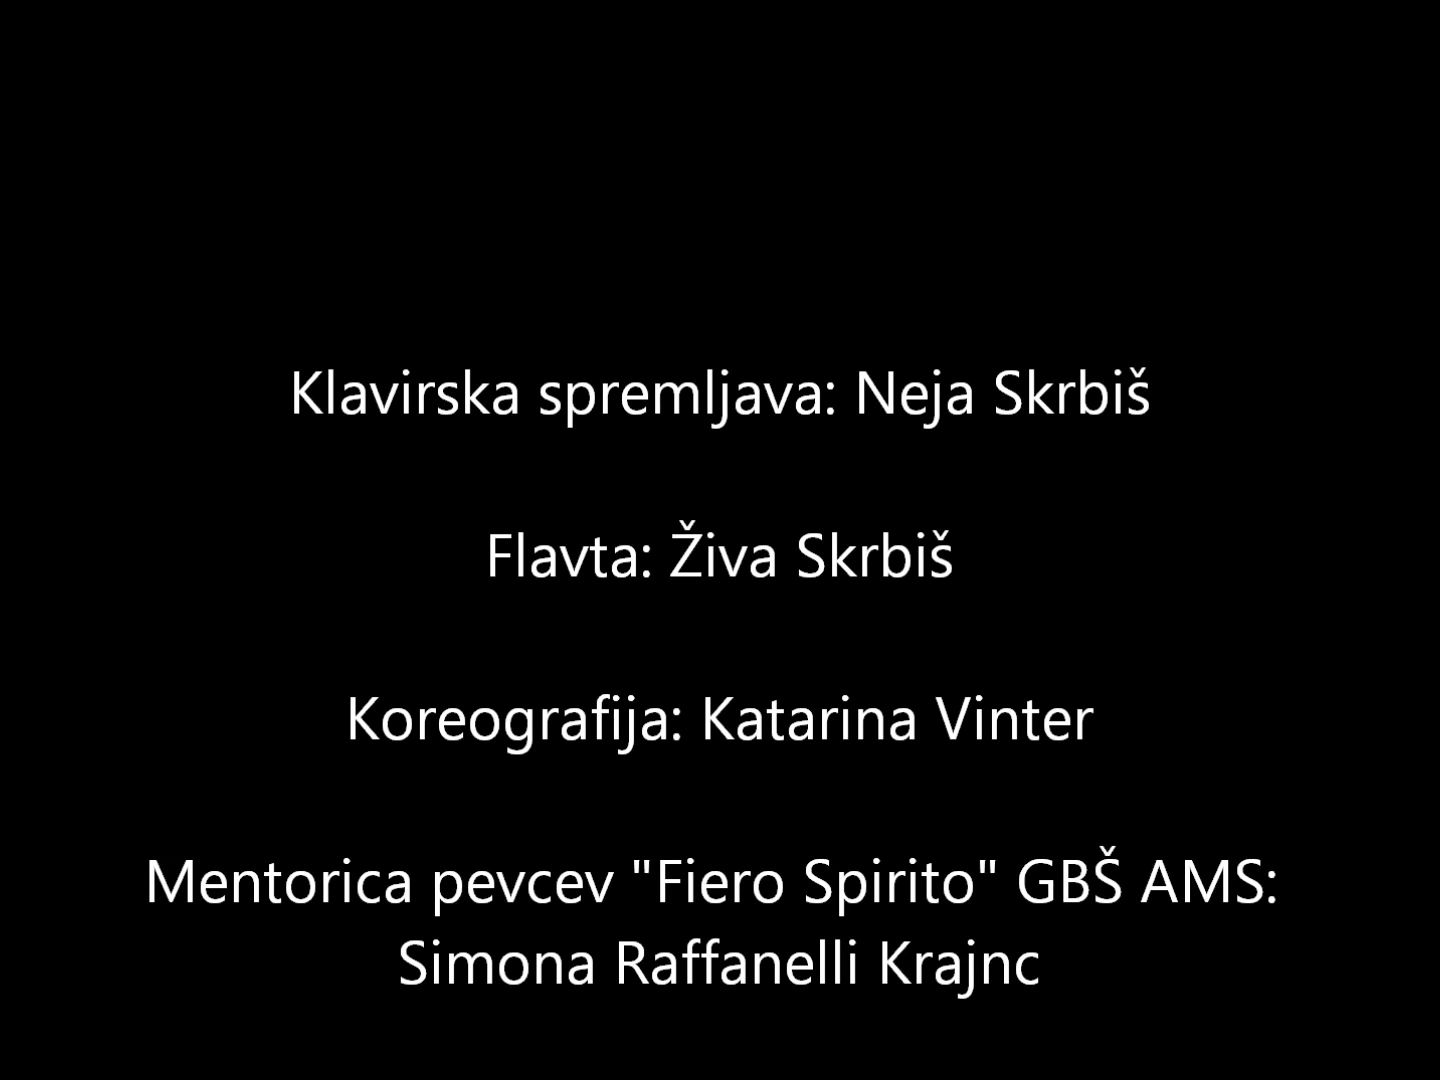 Klavirska spremljava: Neja Skrbiš
Flavta: Živa Skrbiš
Koreografija: Katarina Vinter
Mentorica pevcev "Fiero Spirito" GBŠ AMS:
Simona Raffanelli Krajnc